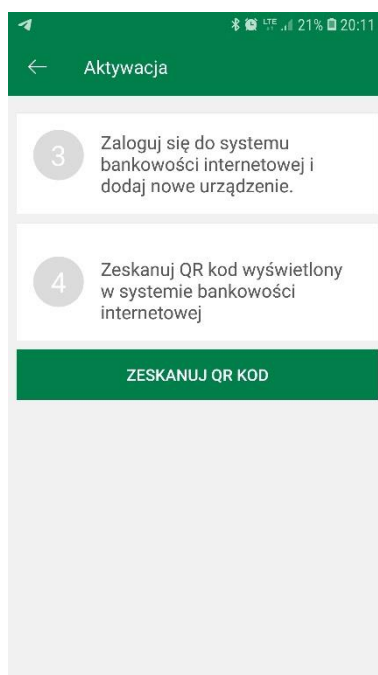 LTE 21% 20:11
Aktywacja
3
Zaloguj się do systemu
bankowości internetowej i
dodaj nowe urządzenie.
4
Zeskanuj QR kod wyświetlony
w systemie bankowości
internetowej
ZESKANUJ QR KOD